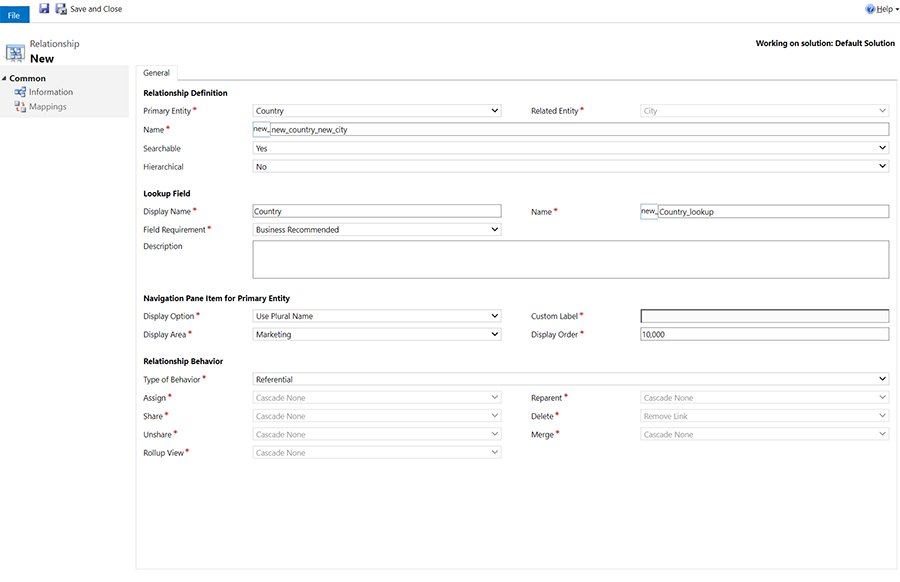 File Save and Close Help
Relationship
New
Working on solution: Default Solution
Common
Information
Mappings
General
Relationship Definition
Primary Entity * Country Related Entity * City
Name * new_ new_country_new_city
Searchable Yes
Hierarchical No
Lookup Field
Display Name * Country Name * new_ Country_lookup
Field Requirement * Business Recommended
Description
Navigation Pane Item for Primary Entity
Display Option * Use Plural Name Custom Label *
Display Area * Marketing Display Order * 10,000
Relationship Behavior
Type of Behavior * Referential
Assign * Cascade None Reparent * Cascade None
Share * Cascade None Delete * Remove Link
Unshare * Cascade None Merge * Cascade None
Rollup View * Cascade None